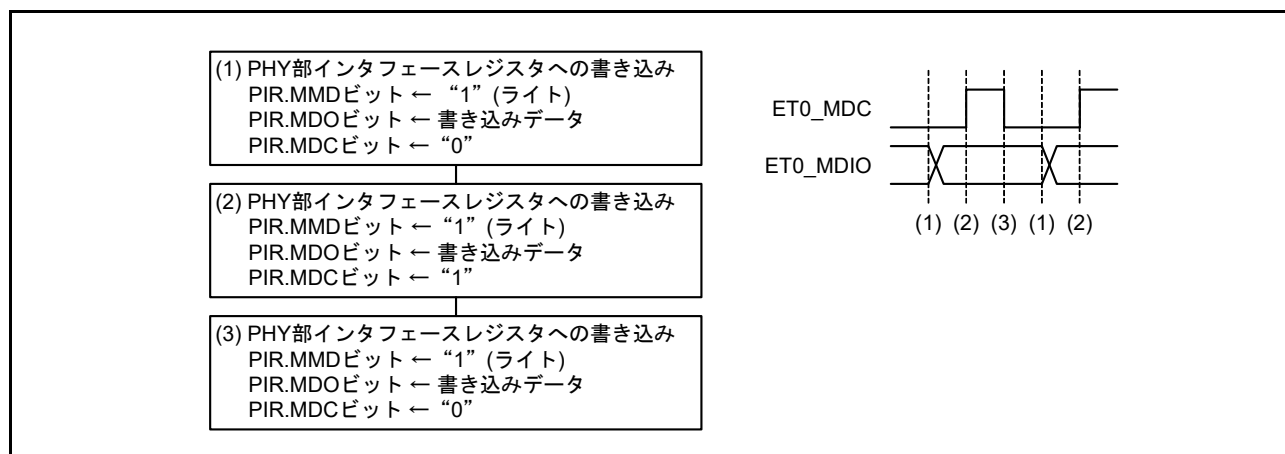 (1) PHY部インタフェースレジスタへの書き込み
PIR.MMDビット ← “1” (ライト)
PIR.MDOビット ← 書き込みデータ
PIR.MDCビット ← “0”
(2) PHY部インタフェースレジスタへの書き込み
PIR.MMDビット ← “1” (ライト)
PIR.MDOビット ← 書き込みデータ
PIR.MDCビット ← “1”
(3) PHY部インタフェースレジスタへの書き込み
PIR.MMDビット ← “1” (ライト)
PIR.MDOビット ← 書き込みデータ
PIR.MDCビット ← “0”
ET0_MDC
ET0_MDIO
(1) (2) (3) (1) (2)